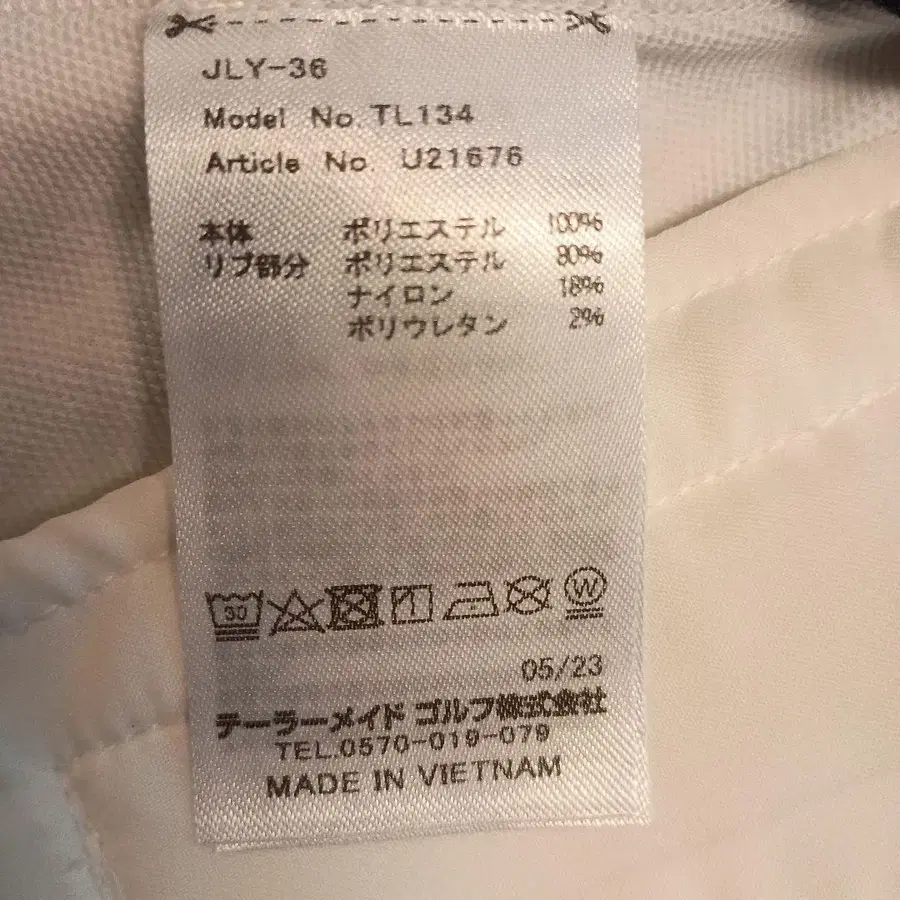 JLY-36
Model No. TL134
Article No. U21676
本体 ポリエステル 100%
リブ部分 ポリエステル 80%
ナイロン 18%
ポリウレタン 2%
30 W
05/23
テーラーメイド ゴルフ株式会社
TEL.0570-019-079
MADE IN VIETNAM